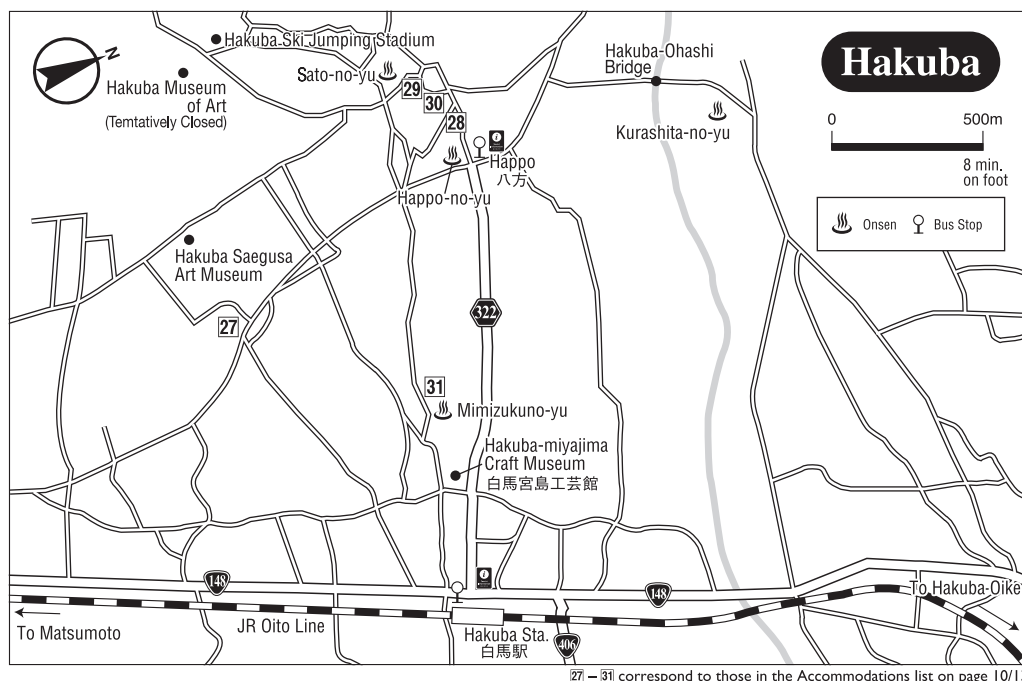 Hakuba
N
Hakuba Ski Jumping Stadium
Sato-no-yu
Hakuba Museum
of Art
(Temtatively Closed)
29
30
28
Hakuba-Ohashi
Bridge
Kurashita-no-yu
0 500m
8 min.
on foot
Onsen Bus Stop
i
Happo
八方
Happo-no-yu
Hakuba Saegusa
Art Museum
27
322
31
Mimizukuno-yu
Hakuba-miyajima
Craft Museum
白馬宮島工芸館
148
i
148
To Hakuba-Oike
To Matsumoto
JR Oito Line
Hakuba Sta.
白馬駅
406
27 – 31 correspond to those in the Accommodations list on page 10/1